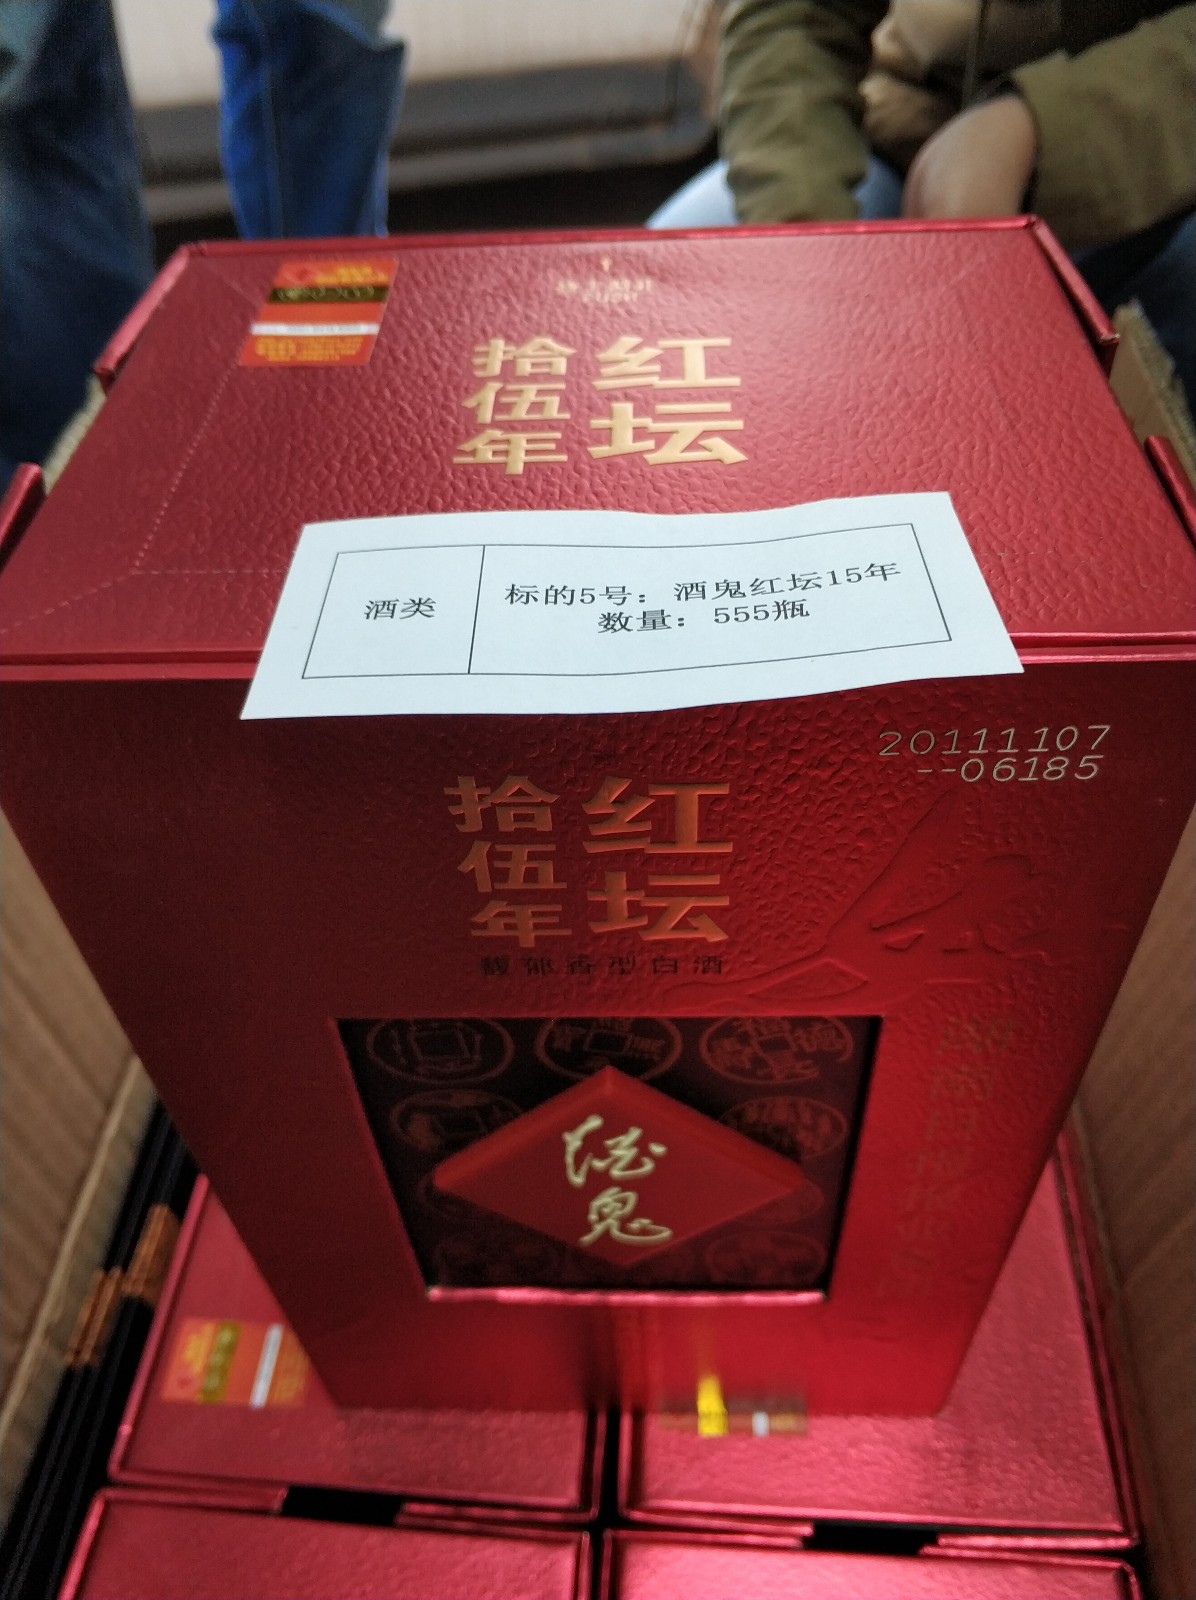 红坛
拾伍年
酒类
标的5号：酒鬼红坛15年
数量：555瓶
20111107
--06185
红坛
拾伍年
馥郁香型白酒
酒鬼